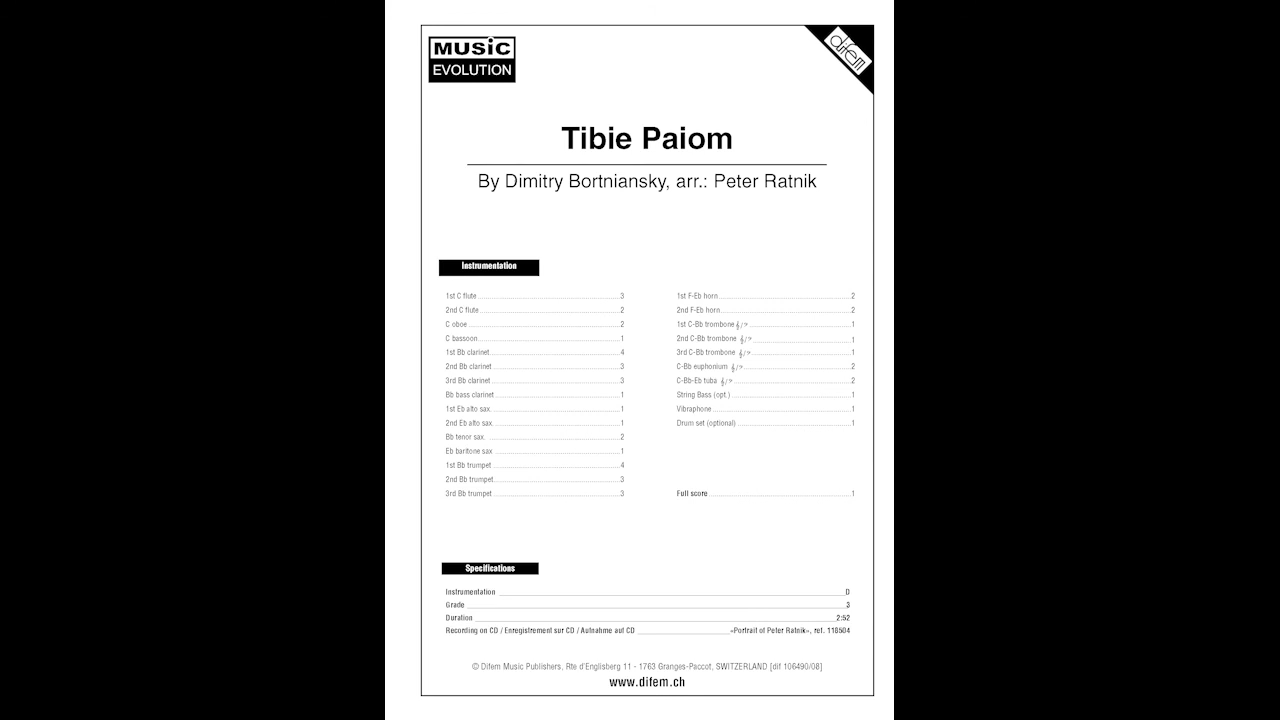 MUSiC
EVOLUTION
difem
Tibie Paiom
By Dimitry Bortniansky, arr.: Peter Ratnik
Instrumentation
1st C flute 3
2nd C flute 2
C oboe 2
C bassoon 1
1st Bb clarinet 4
2nd Bb clarinet 3
3rd Bb clarinet 3
Bb bass clarinet 1
1st Eb alto sax. 1
2nd Eb alto sax. 1
Bb tenor sax. 2
Eb baritone sax 1
1st Bb trumpet 4
2nd Bb trumpet 3
3rd Bb trumpet 3
1st F-Eb horn 2
2nd F-Eb horn 2
1st C-Bb trombone 𝄞/𝄢 1
2nd C-Bb trombone 𝄞/𝄢 1
3rd C-Bb trombone 𝄞/𝄢 1
C-Bb euphonium 𝄞/𝄢 2
C-Bb-Eb tuba 𝄞/𝄢 2
String Bass (opt.) 1
Vibraphone 1
Drum set (optional) 1
Full score 1
Specifications
Instrumentation D
Grade 3
Duration 2:52
Recording on CD / Enregistrement sur CD / Aufnahme auf CD «Portrait of Peter Ratnik», ref. 118504
© Difem Music Publishers, Rte d'Englisberg 11 - 1763 Granges-Paccot, SWITZERLAND [dif 106490/08]
www.difem.ch